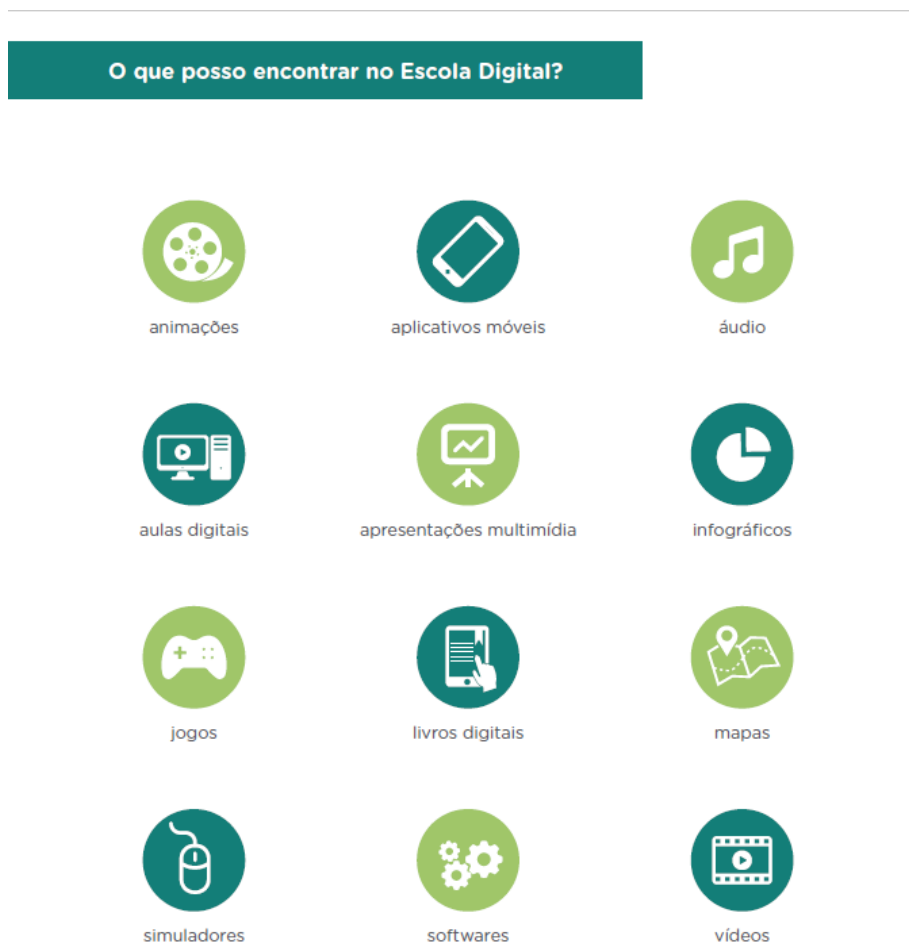 O que posso encontrar no Escola Digital?
animações
aplicativos móveis
áudio
aulas digitais
apresentações multimídia
infográficos
jogos
livros digitais
mapas
simuladores
softwares
vídeos